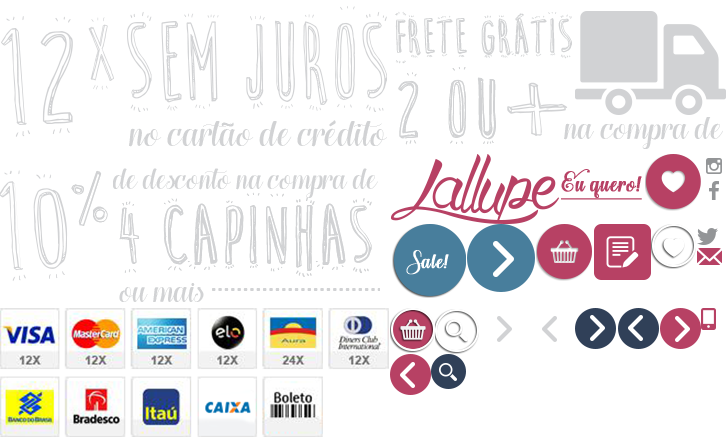 12x SEM JUROS
no cartão de crédito
FRETE GRÁTIS
2 OU+
na compra de
10%
de desconto na compra de
4 CAPINHAS
ou mais
Lallupe
Eu quero!
Sale!
VISA
12X
MasterCard
12X
AMERICAN EXPRESS
12X
elo
12X
Aura
24X
Diners Club International
12X
BANCO DO BRASIL
Bradesco
Itaú
CAIXA
Boleto